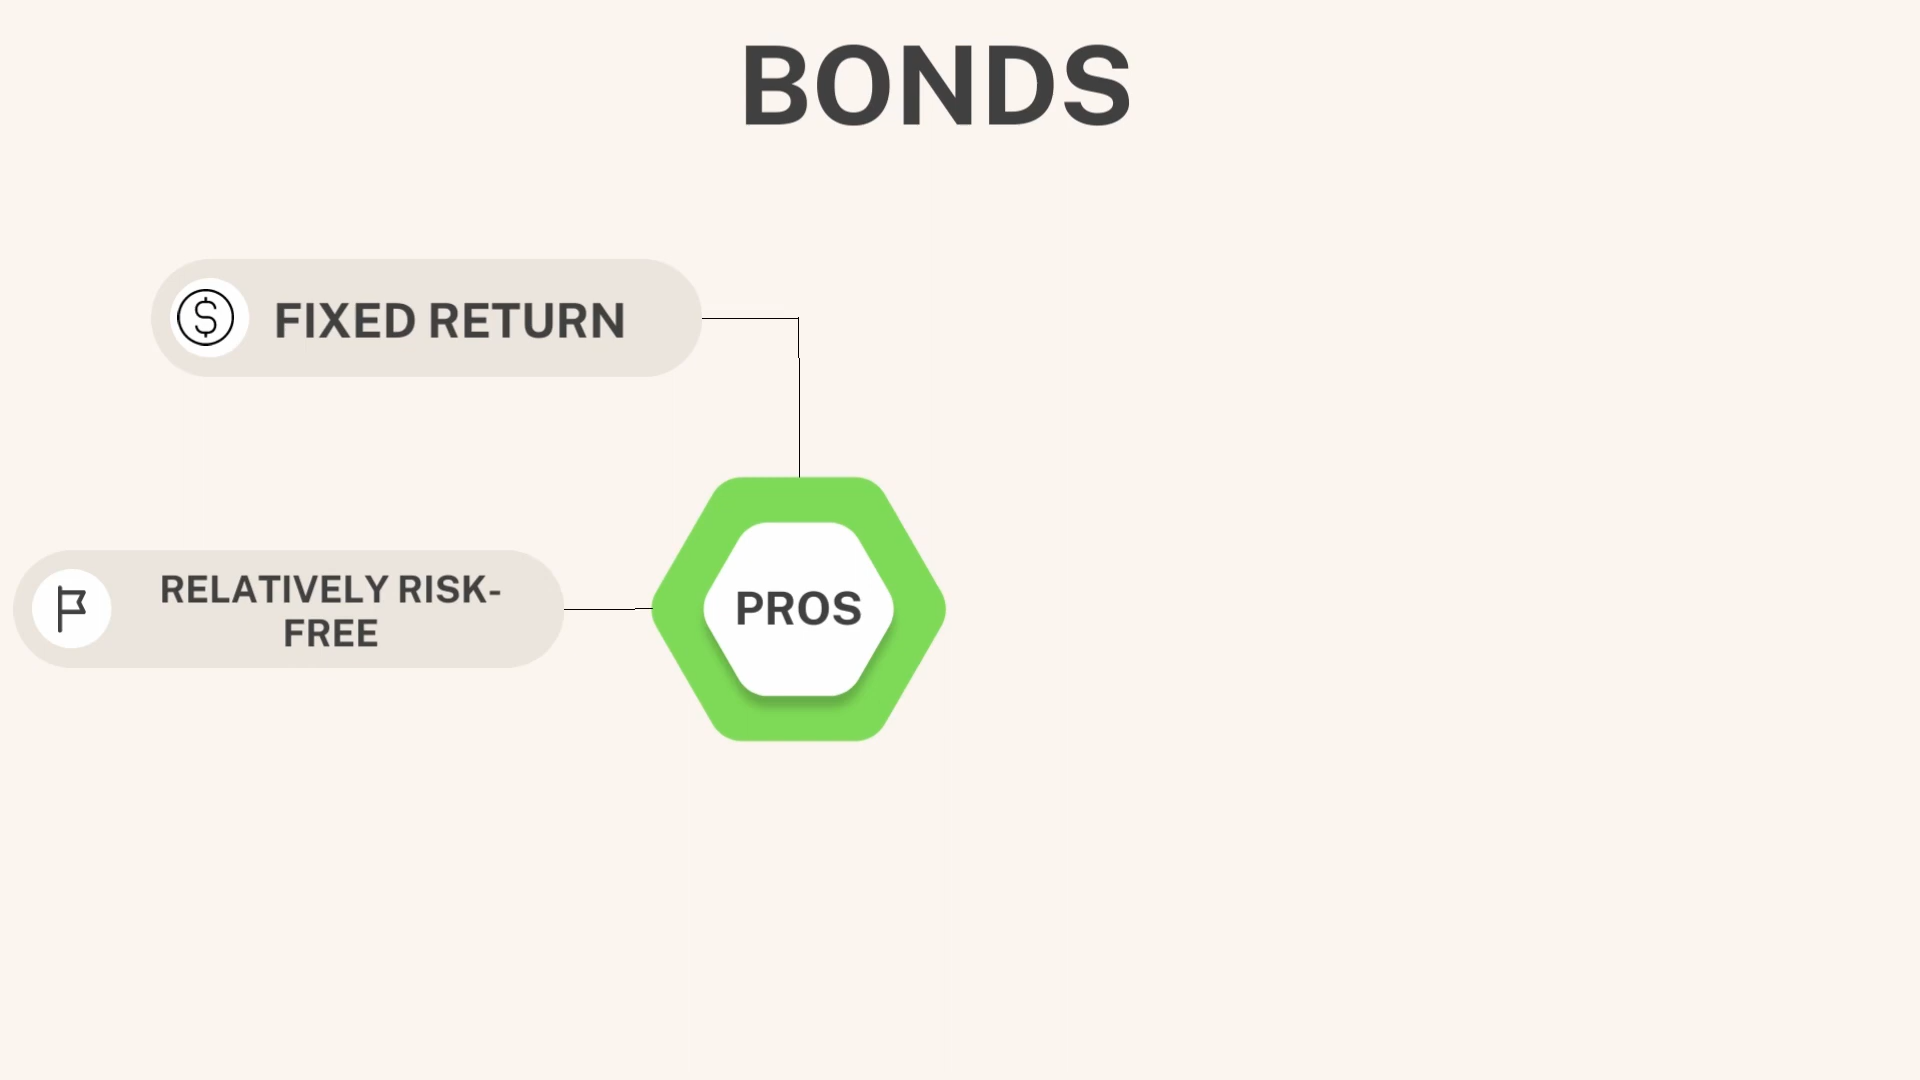 BONDS
FIXED RETURN
RELATIVELY RISK-
FREE
PROS